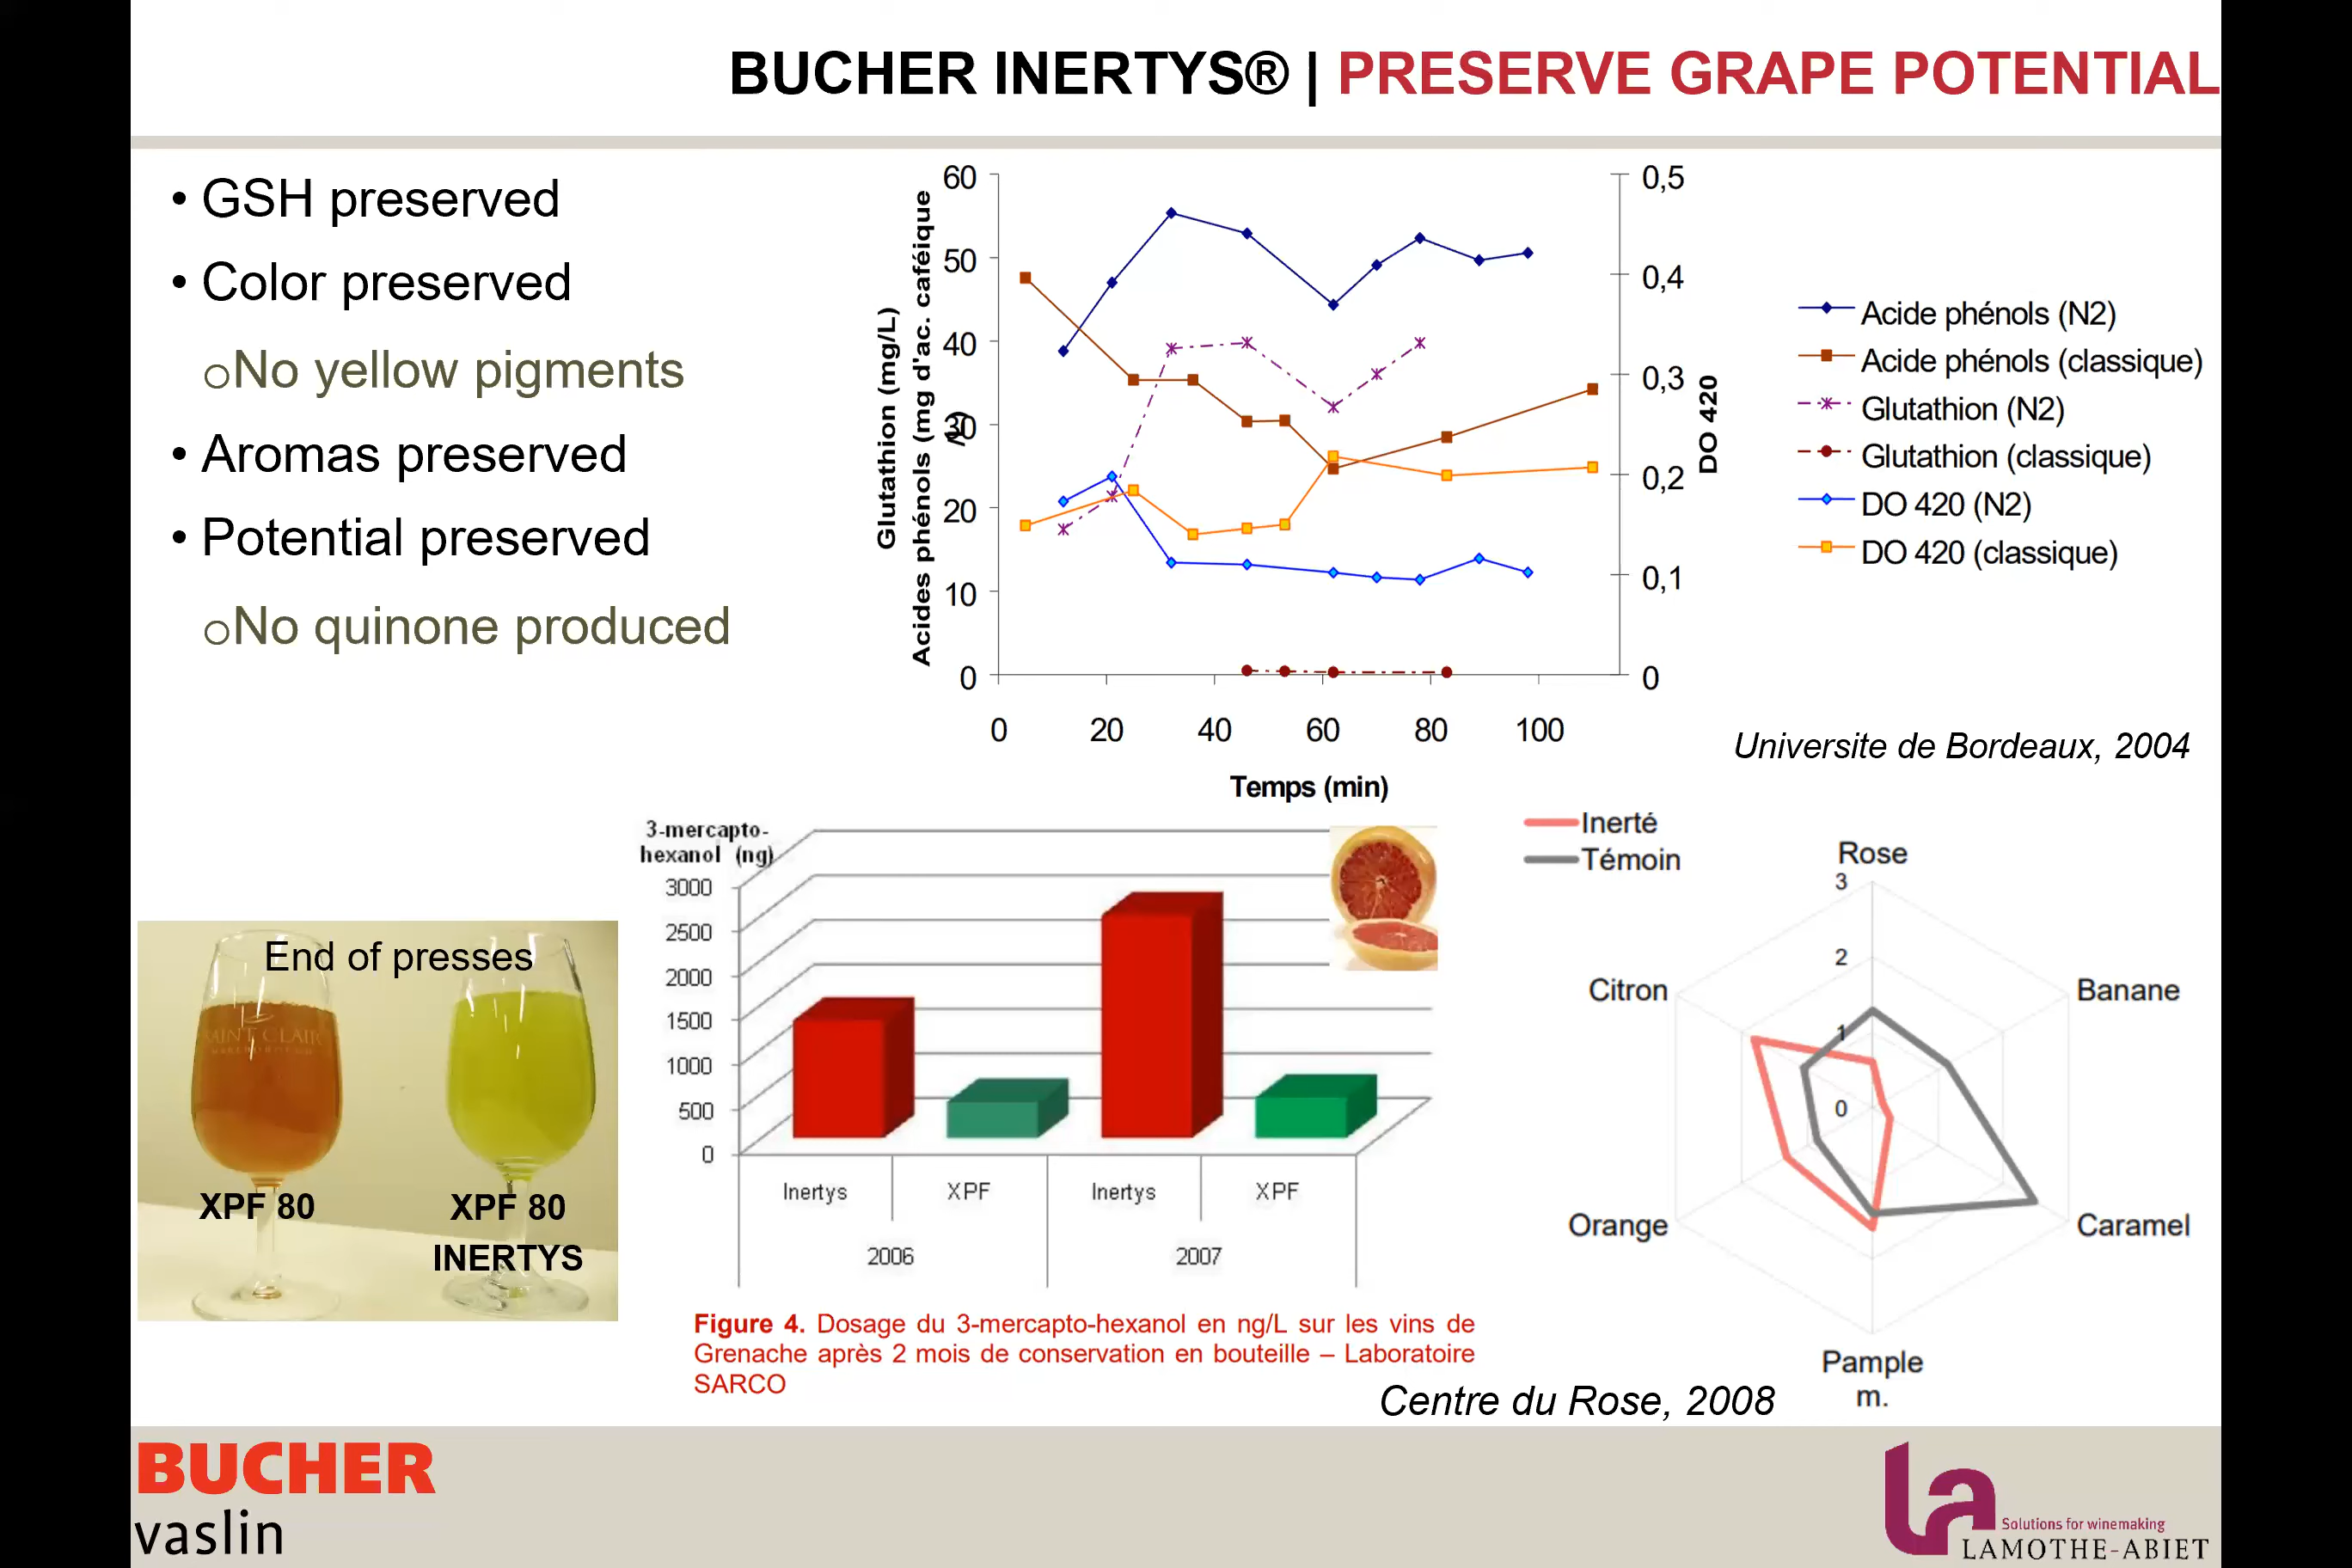 BUCHER INERTYS® | PRESERVE GRAPE POTENTIAL
• GSH preserved
• Color preserved
oNo yellow pigments
• Aromas preserved
• Potential preserved
oNo quinone produced
Glutathion (mg/L)
Acides phénols (mg d'ac. caféique
/L)
60
50
40
30
20
10
0
0 20 40 60 80 100
Temps (min)
0,5
0,4
0,3
0,2
0,1
0
DO 420
Acide phénols (N2)
Acide phénols (classique)
Glutathion (N2)
Glutathion (classique)
DO 420 (N2)
DO 420 (classique)
Universite de Bordeaux, 2004
End of presses
SAINT CLAIR
XPF 80
XPF 80
INERTYS
3-mercapto-
hexanol (ng)
3000
2500
2000
1500
1000
500
0
Inertys XPF Inertys XPF
2006 2007
Figure 4. Dosage du 3-mercapto-hexanol en ng/L sur les vins de
Grenache après 2 mois de conservation en bouteille – Laboratoire
SARCO
Inerté
Témoin
Rose
3
2
1
0
Citron
Banane
Orange
Caramel
Pample
m.
Centre du Rose, 2008
BUCHER
vaslin
La
Solutions for winemaking
LAMOTHE-ABIET